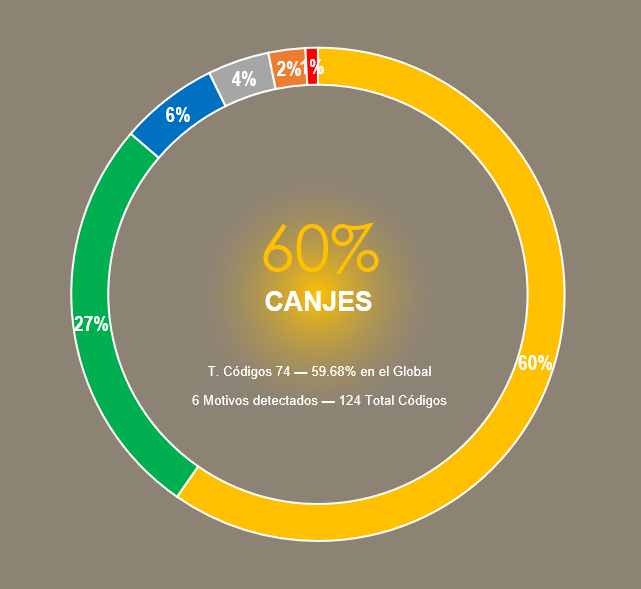 4%
2%
1%
6%
60%
CANJES
27%
60%
T. Códigos 74 — 59.68% en el Global
6 Motivos detectados — 124 Total Códigos